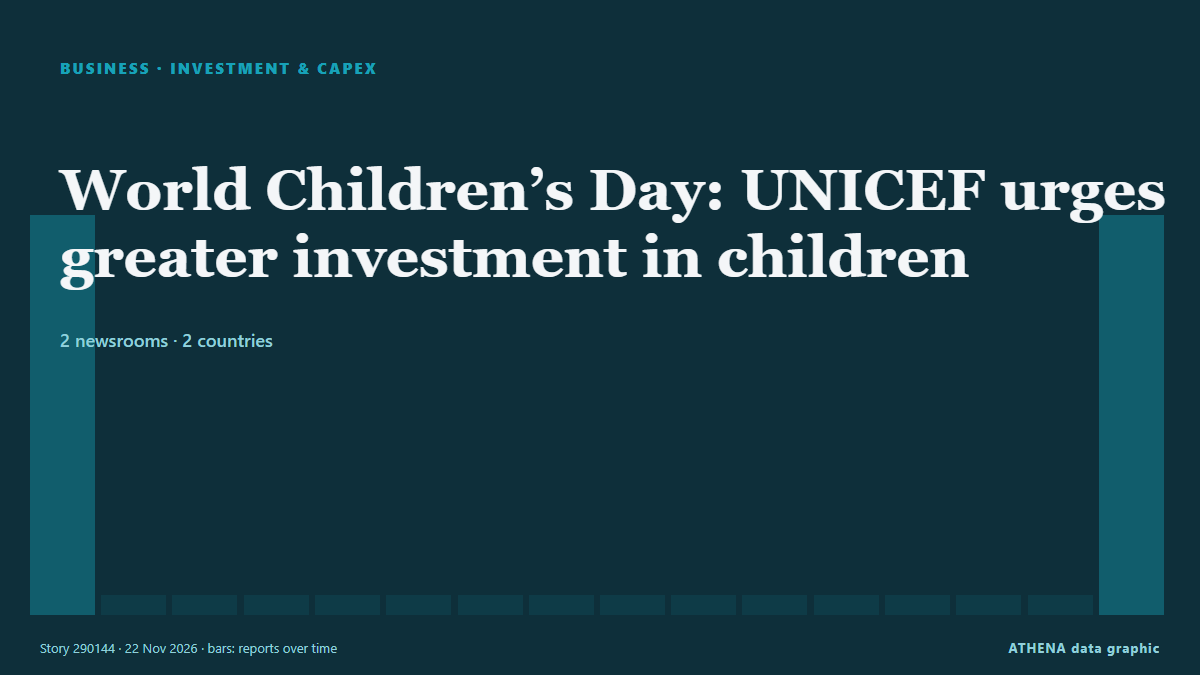 BUSINESS · INVESTMENT & CAPEX
World Children’s Day: UNICEF urges
greater investment in children
2 newsrooms · 2 countries
Story 290144 · 22 Nov 2026 · bars: reports over time
ATHENA data graphic